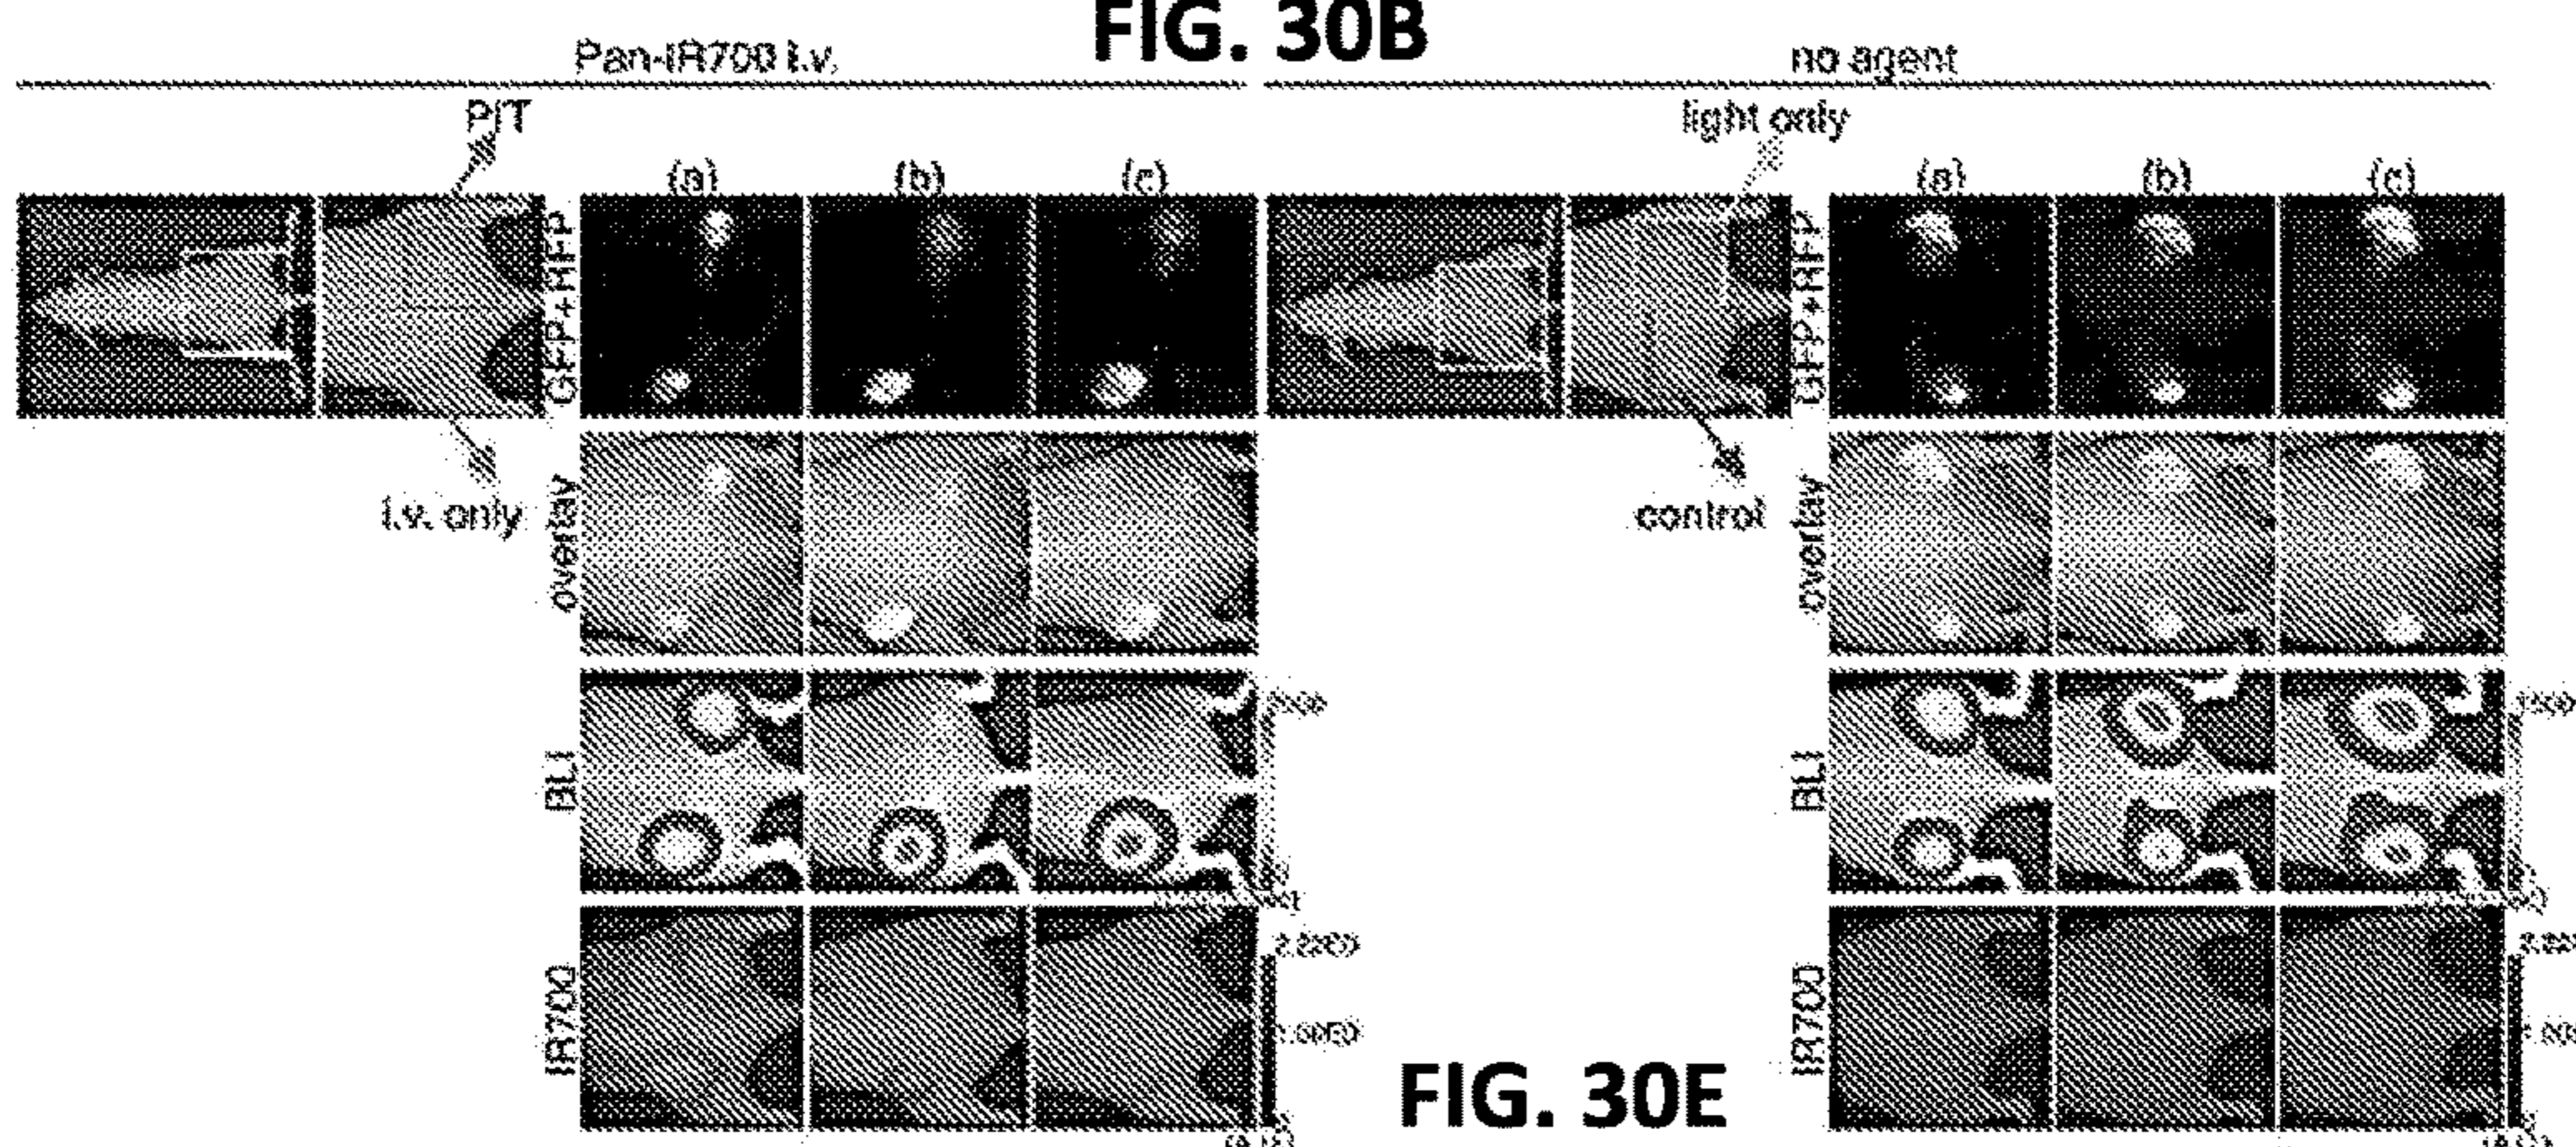 FIG. 30B
Pan-IR700 i.v.
no agent
PIT
light only
(a)
(b)
(c)
(a)
(b)
(c)
GFP+RFP
GFP+RFP
i.v. only
control
overlay
overlay
BLI
BLI
IR700
IR700
FIG. 30E